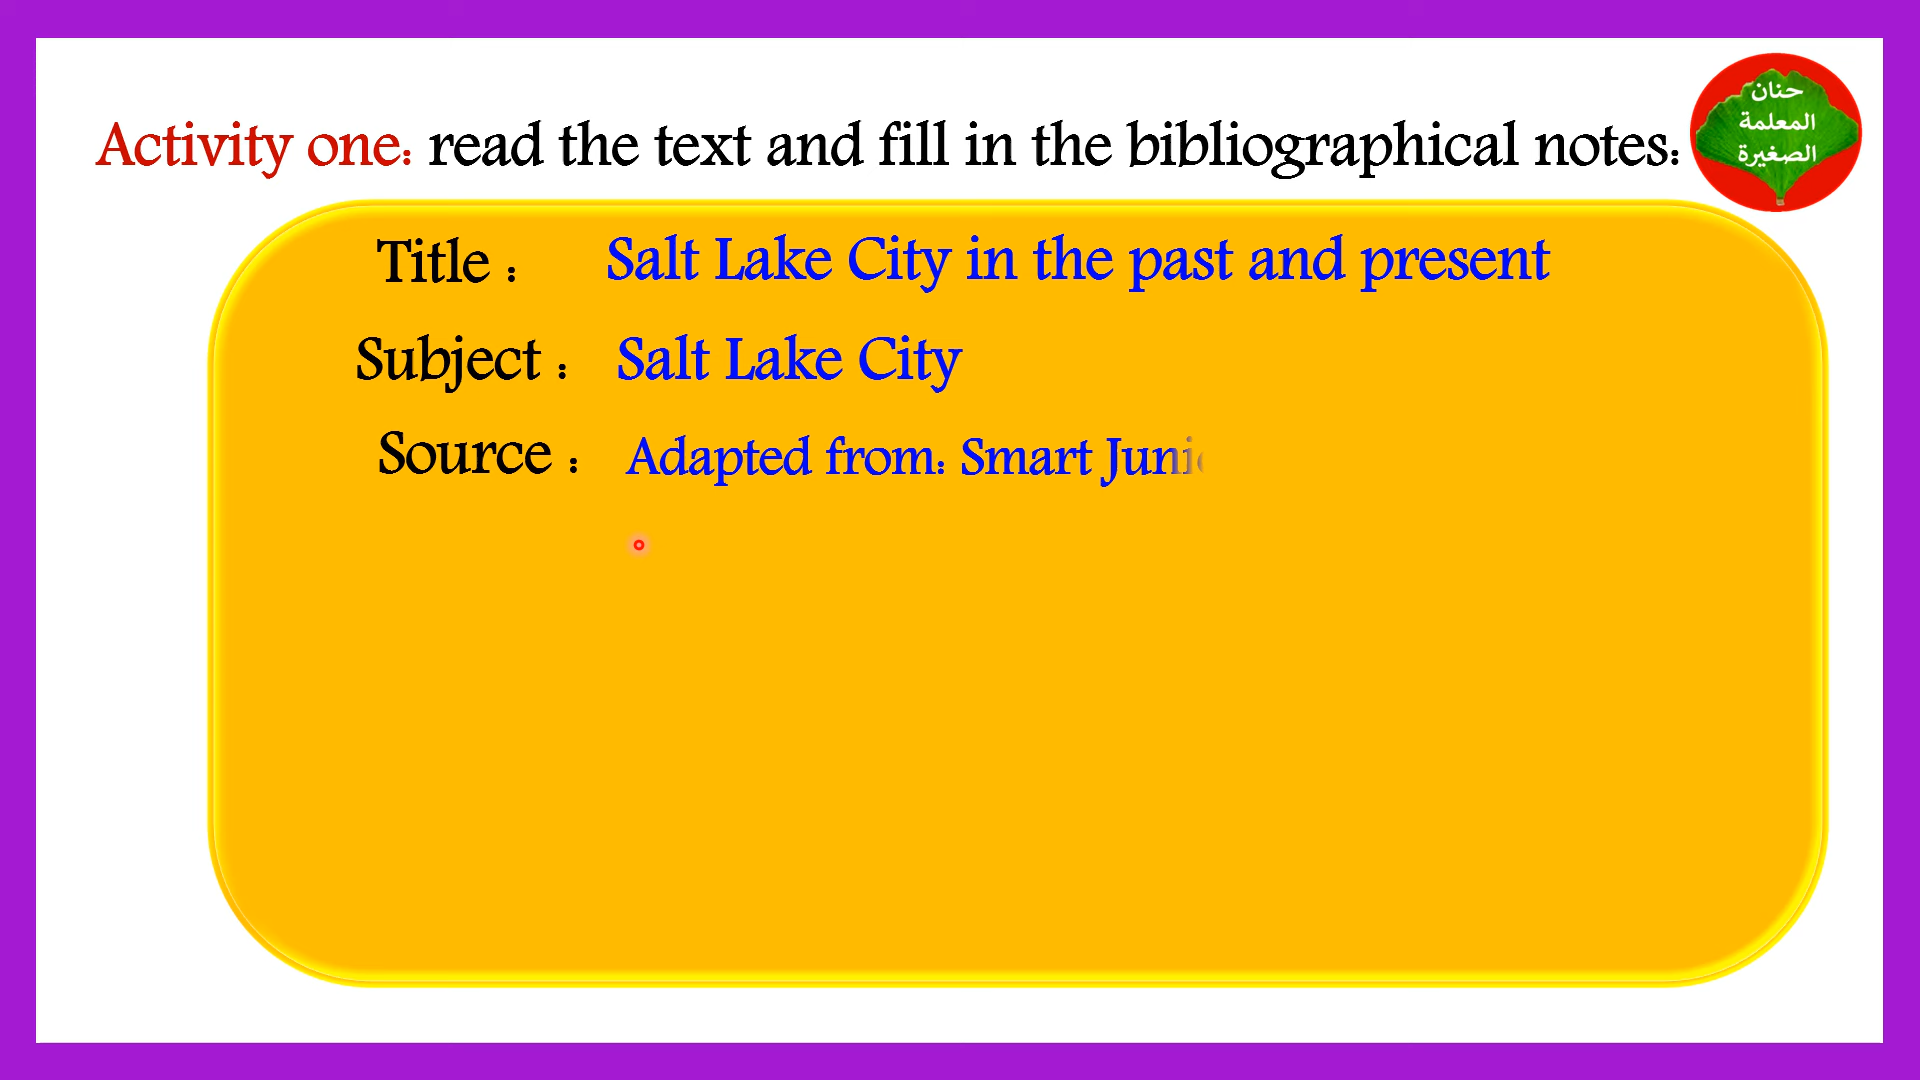 حنان
المعلمة
الصغيرة
Activity one: read the text and fill in the bibliographical notes:
Title : Salt Lake City in the past and present
Subject : Salt Lake City
Source : Adapted from: Smart